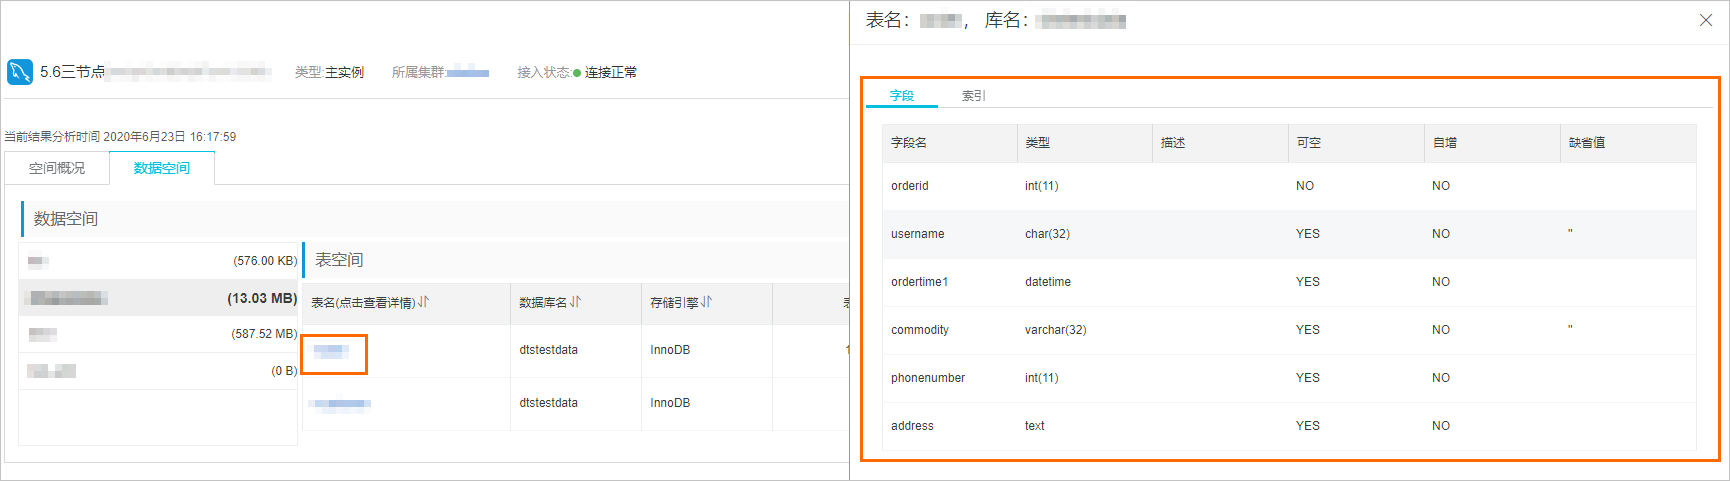 5.6三节点 类型:主实例 所属集群: 接入状态: 连接正常
当前结果分析时间 2020年6月23日 16:17:59
空间概况 数据空间
数据空间
(576.00 KB)
(13.03 MB)
(587.52 MB)
(0 B)
表空间
表名(点击查看详情) 数据库名 存储引擎
dtstestdata InnoDB
dtstestdata InnoDB
表名: , 库名:
字段 索引
字段名 类型 描述 可空 自增 缺省值
orderid int(11) NO NO
username char(32) YES NO ''
ordertime1 datetime YES NO
commodity varchar(32) YES NO ''
phonenumber int(11) YES NO
address text YES NO